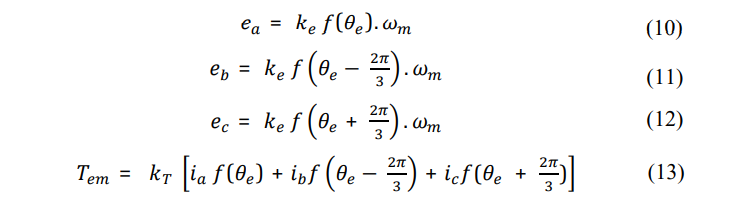 e_a = k_e f(θ_e).ω_m (10)
e_b = k_e f(θ_e − 2π/3).ω_m (11)
e_c = k_e f(θ_e + 2π/3).ω_m (12)
T_em = k_T [i_a f(θ_e) + i_b f(θ_e − 2π/3) + i_c f(θ_e + 2π/3)] (13)